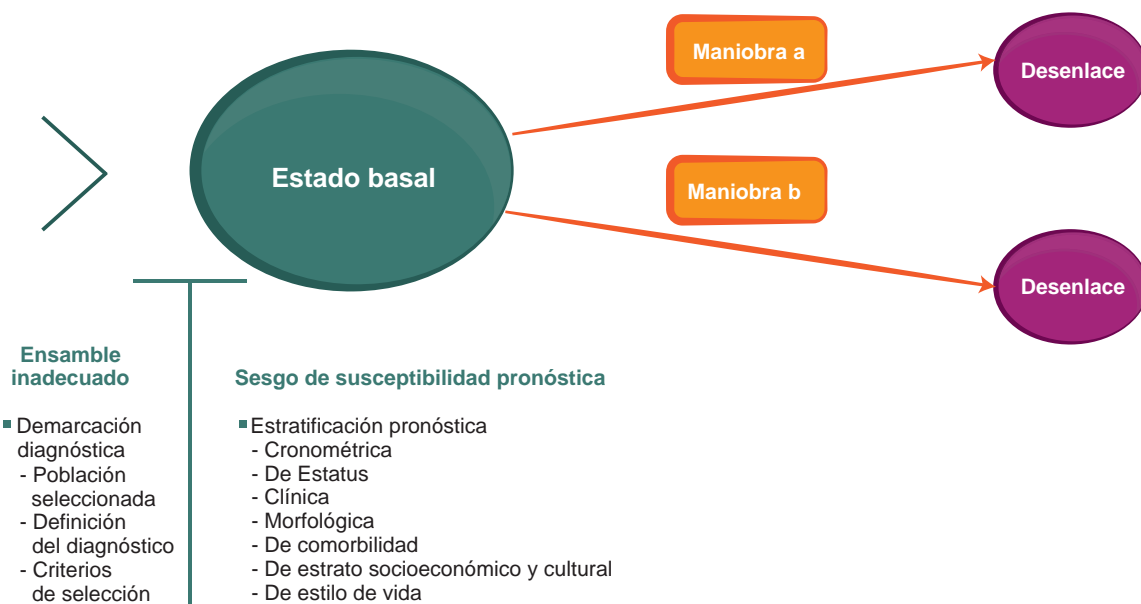 Maniobra a
Desenlace
Estado basal
Maniobra b
Desenlace
Ensamble
inadecuado
Demarcación
diagnóstica
- Población
seleccionada
- Definición
del diagnóstico
- Criterios
de selección
Sesgo de susceptibilidad pronóstica
Estratificación pronóstica
- Cronométrica
- De Estatus
- Clínica
- Morfológica
- De comorbilidad
- De estrato socioeconómico y cultural
- De estilo de vida